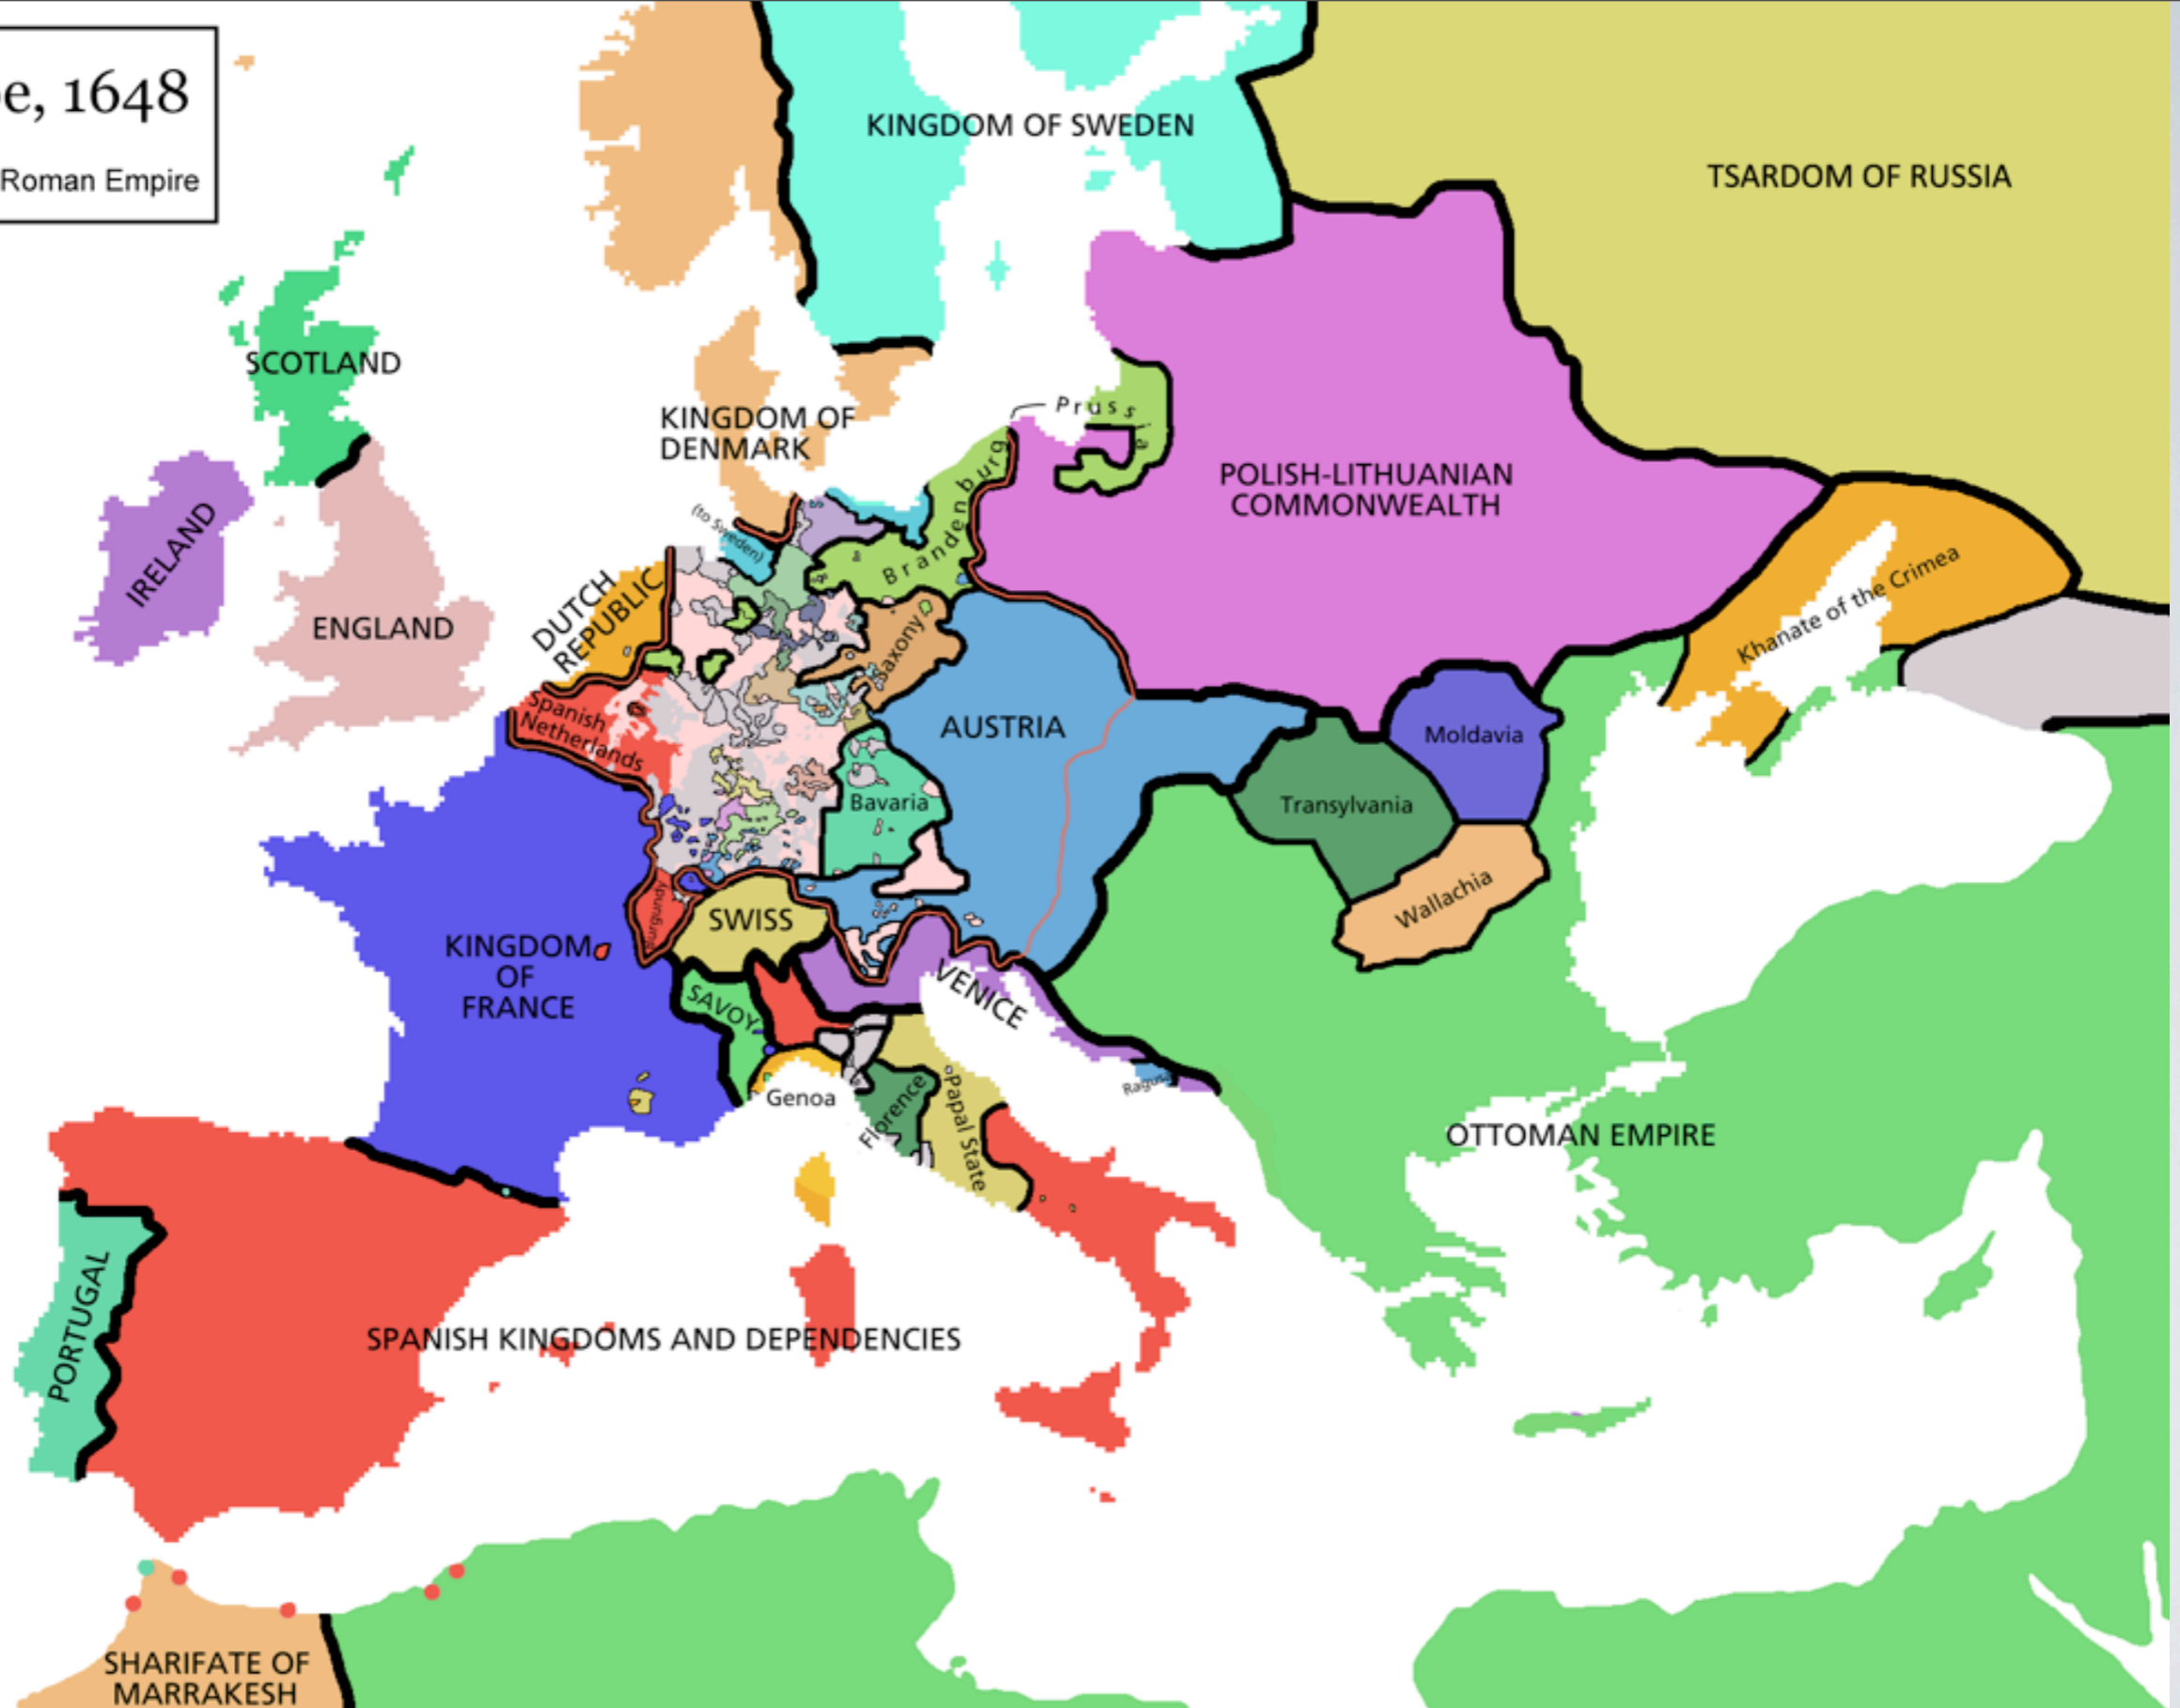 e, 1648
Roman Empire
KINGDOM OF SWEDEN
TSARDOM OF RUSSIA
SCOTLAND
KINGDOM OF
DENMARK
Prussia
IRELAND
ENGLAND
(to Sweden)
Brandenburg
POLISH-LITHUANIAN
COMMONWEALTH
DUTCH
REPUBLIC
Khanate of the Crimea
Saxony
Spanish
Netherlands
AUSTRIA
Moldavia
Bavaria
Transylvania
Wallachia
Burgundy
SWISS
KINGDOM
OF
FRANCE
SAVOY
VENICE
Genoa
Florence
Papal State
Ragusa
OTTOMAN EMPIRE
PORTUGAL
SPANISH KINGDOMS AND DEPENDENCIES
SHARIFATE OF
MARRAKESH